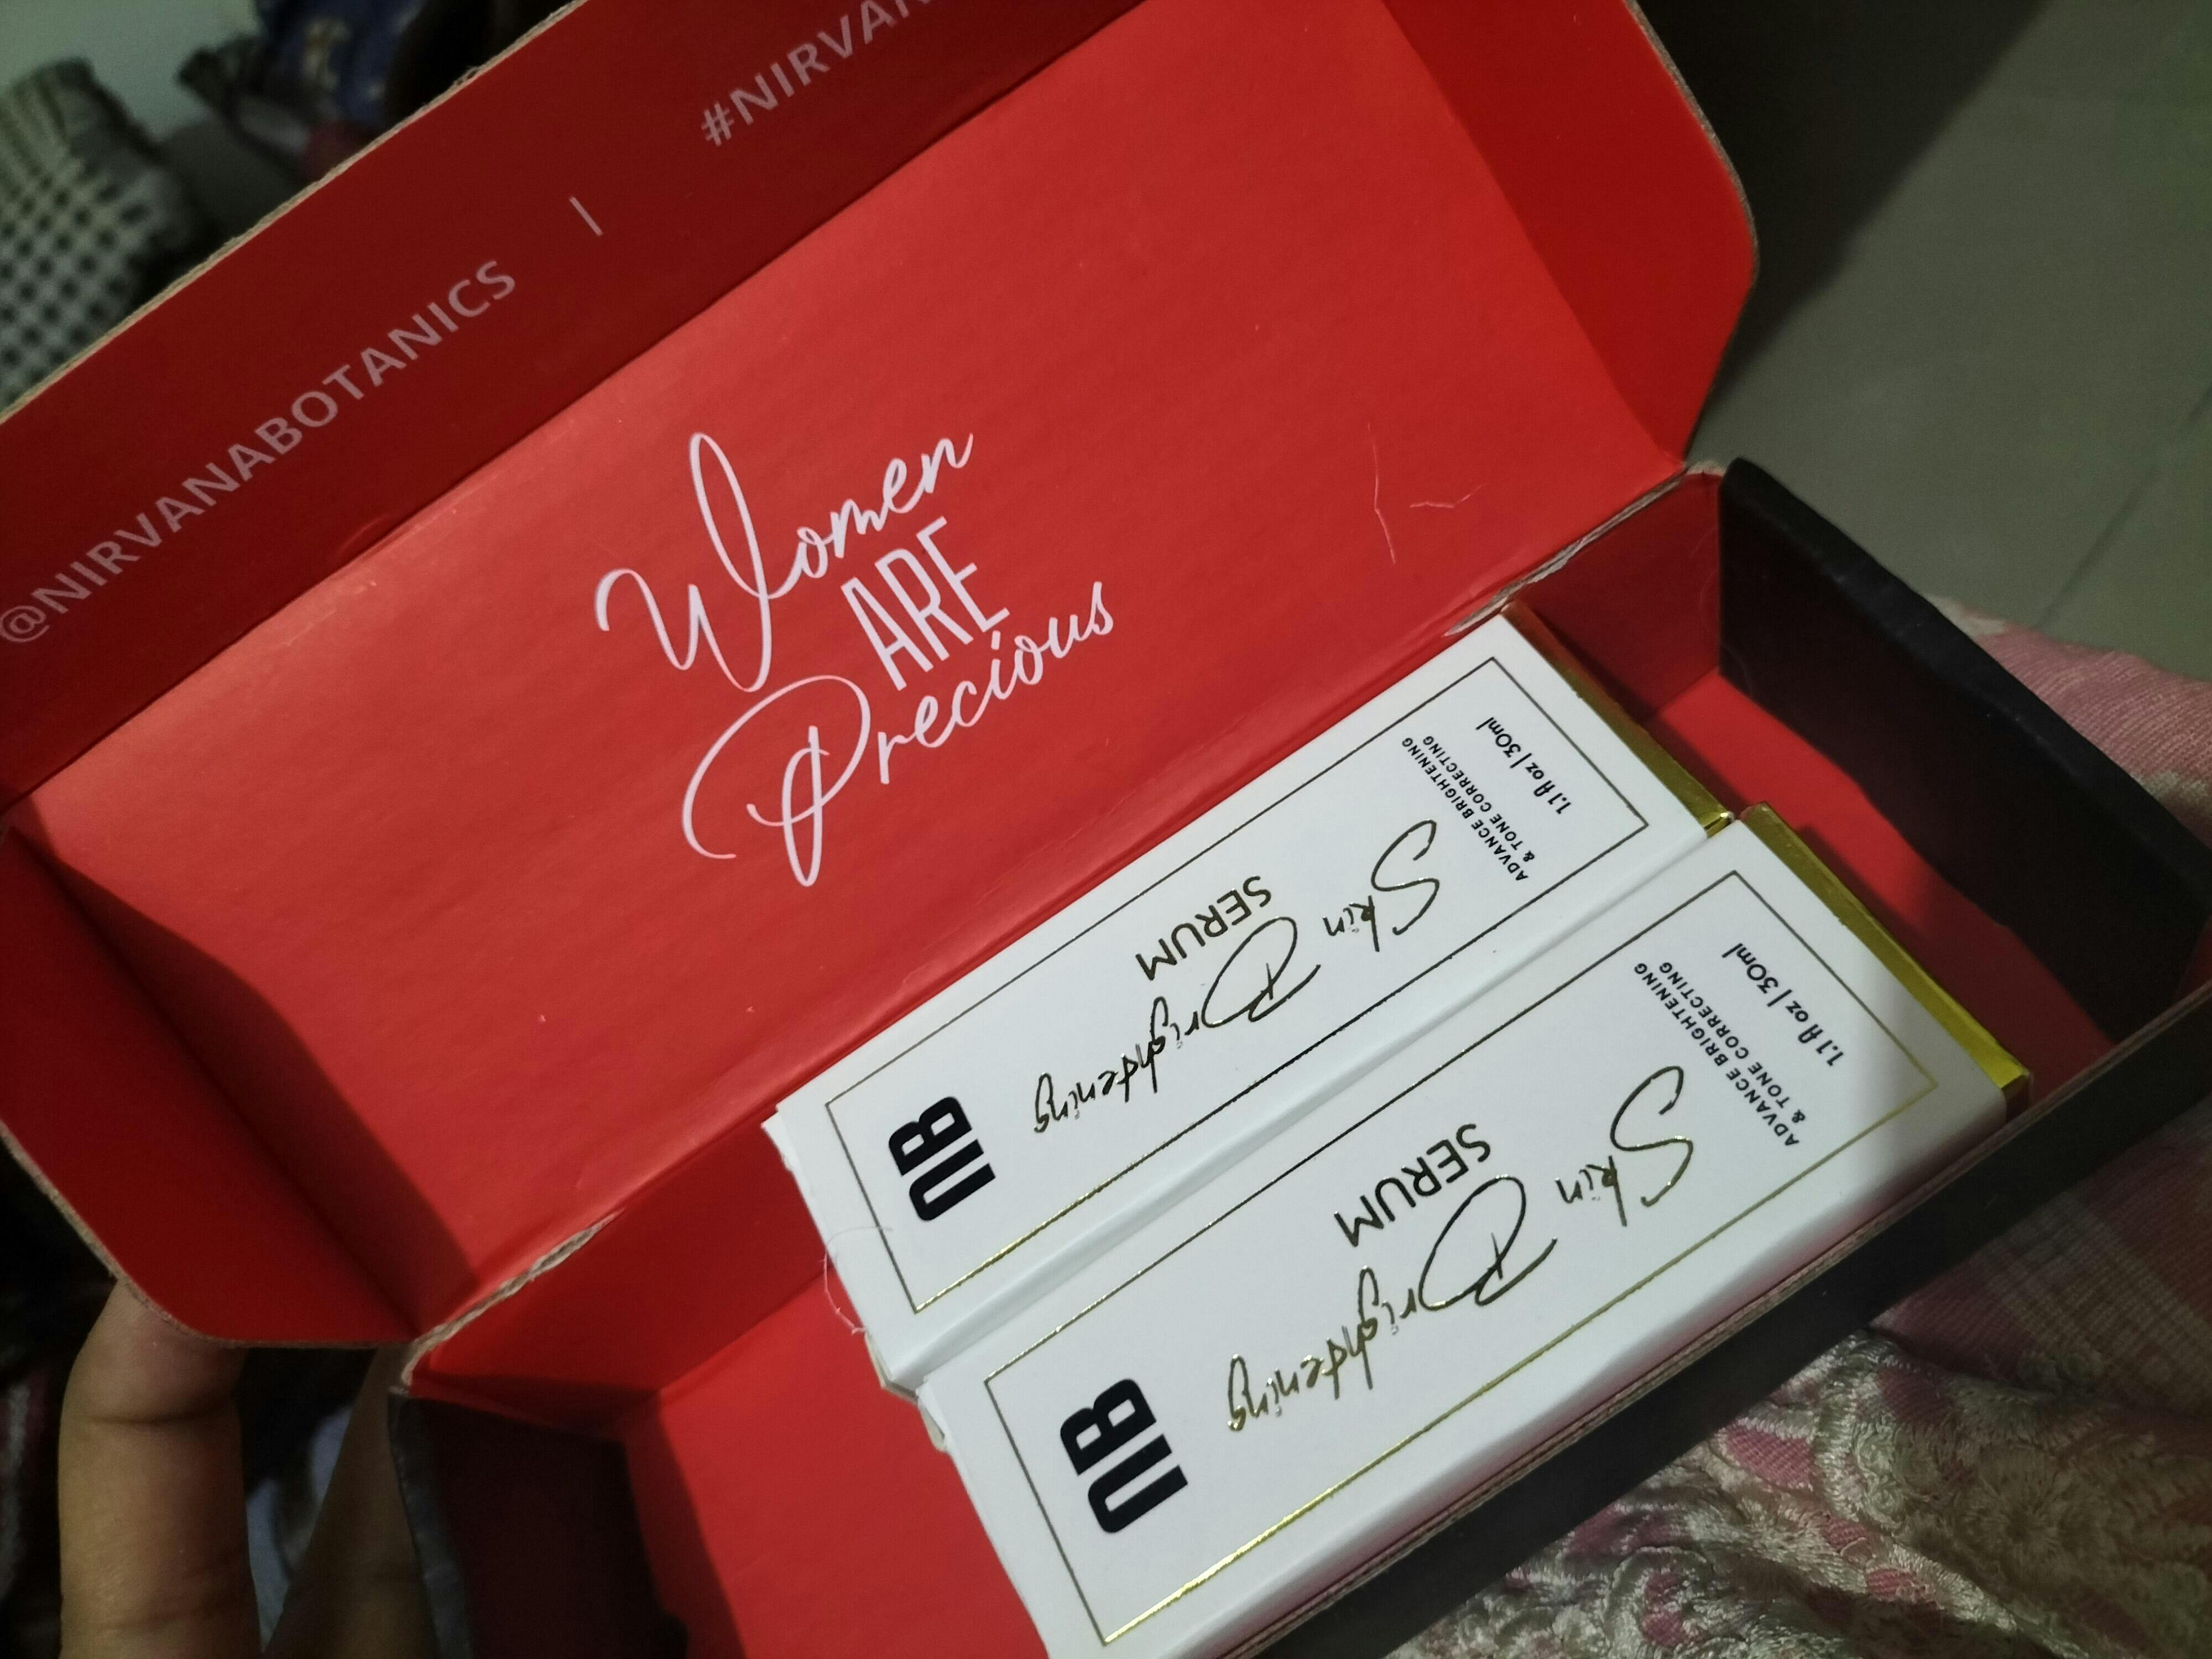 @NIRVANABOTANICS | #NIRVAN
Women
ARE
Precious
NB
Skin
Brightening
SERUM
ADVANCE BRIGHTENING
& TONE CORRECTING
1.1 fl oz | 30ml
NB
Skin
Brightening
SERUM
ADVANCE BRIGHTENING
& TONE CORRECTING
1.1 fl oz | 30ml